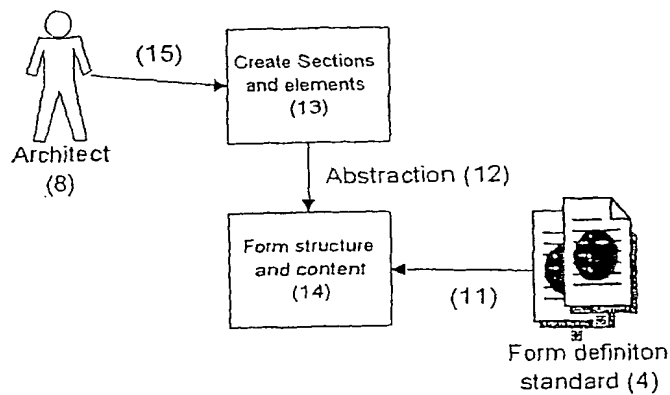 (15)
Create Sections
and elements
(13)
Architect
(8)
Abstraction (12)
Form structure
and content
(14)
(11)
Form definiton
standard (4)